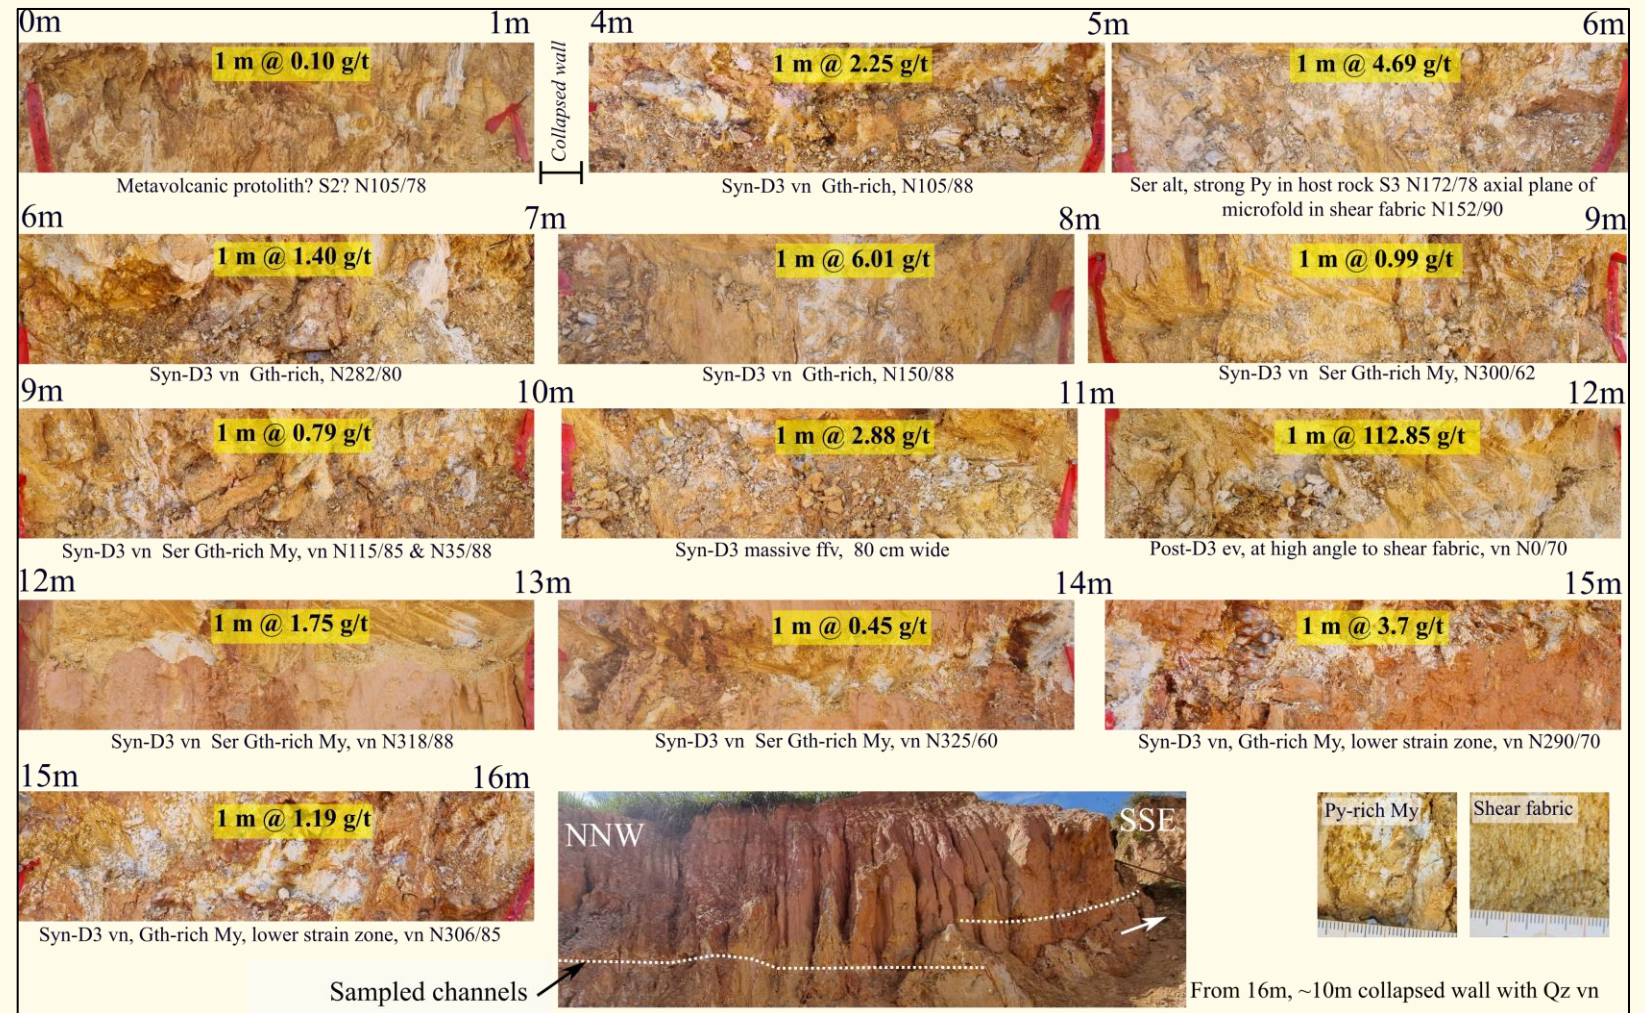 0m 1m
1 m @ 0.10 g/t
Metavolcanic protolith? S2? N105/78
Collapsed wall
4m 5m
1 m @ 2.25 g/t
Syn-D3 vn Gth-rich, N105/88
6m
1 m @ 4.69 g/t
Ser alt, strong Py in host rock S3 N172/78 axial plane of
microfold in shear fabric N152/90
6m 7m
1 m @ 1.40 g/t
Syn-D3 vn Gth-rich, N282/80
8m
1 m @ 6.01 g/t
Syn-D3 vn Gth-rich, N150/88
9m
1 m @ 0.99 g/t
Syn-D3 vn Ser Gth-rich My, N300/62
9m 10m
1 m @ 0.79 g/t
Syn-D3 vn Ser Gth-rich My, vn N115/85 & N35/88
11m
1 m @ 2.88 g/t
Syn-D3 massive ffv, 80 cm wide
12m
1 m @ 112.85 g/t
Post-D3 ev, at high angle to shear fabric, vn N0/70
12m 13m
1 m @ 1.75 g/t
Syn-D3 vn Ser Gth-rich My, vn N318/88
14m
1 m @ 0.45 g/t
Syn-D3 vn Ser Gth-rich My, vn N325/60
15m
1 m @ 3.7 g/t
Syn-D3 vn, Gth-rich My, lower strain zone, vn N290/70
15m 16m
1 m @ 1.19 g/t
Syn-D3 vn, Gth-rich My, lower strain zone, vn N306/85
NNW SSE
Sampled channels
Py-rich My
Shear fabric
From 16m, ~10m collapsed wall with Qz vn